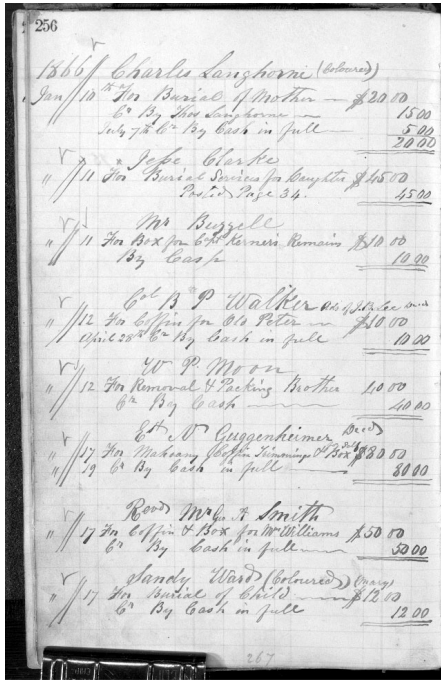 256
1866 Charles Langhorne (Coloured)
Jan 10th For Burial of Mother $20 00
Cr By Thos Langhorne 15 00
July 7th Cr By Cash in full 5 00
20 00
" 11 Jesse Clarke
For Burial Services for Daughter $45 00
Posted Page 34. 45 00
Mr Buzzell
" 11 For Box for Capt Kerner's Remains $10 00
By Cash 10 00
Col B P Walker
" 12 For Coffin for Old Peter $10 00
April 28th Cr By Cash in full 10 00
W P Moon
" 12 For Removal & Packing Brother 40 00
Cr By Cash 40 00
Est N Guggenheimer Decd
" 17 For Mahogany Coffin Trimmings & Box $80 00
" 19 Cr By Cash in full 80 00
Revd Mr Geo A Smith
" 17 For Coffin & Box for Mr Williams $50 00
Cr By Cash in full 50 00
Sandy Ward (Coloured)
" 17 For Burial of Child $12 00
Cr By Cash in full 12 00
267